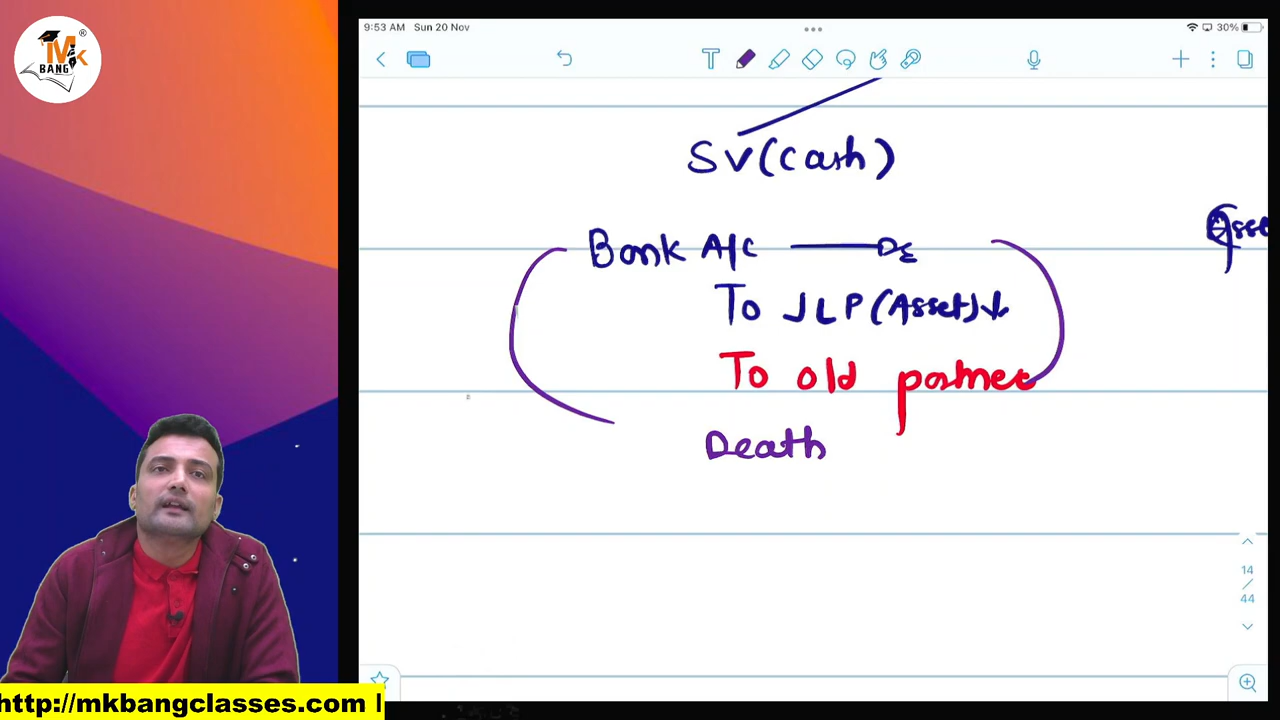 MK
BANG
®
9:53 AM Sun 20 Nov
30%
T
SV(Cash)
Bank A/C —— Dr
To JLP(Asset)
To old partner
Death
14
/
44
http://mkbangclasses.com |